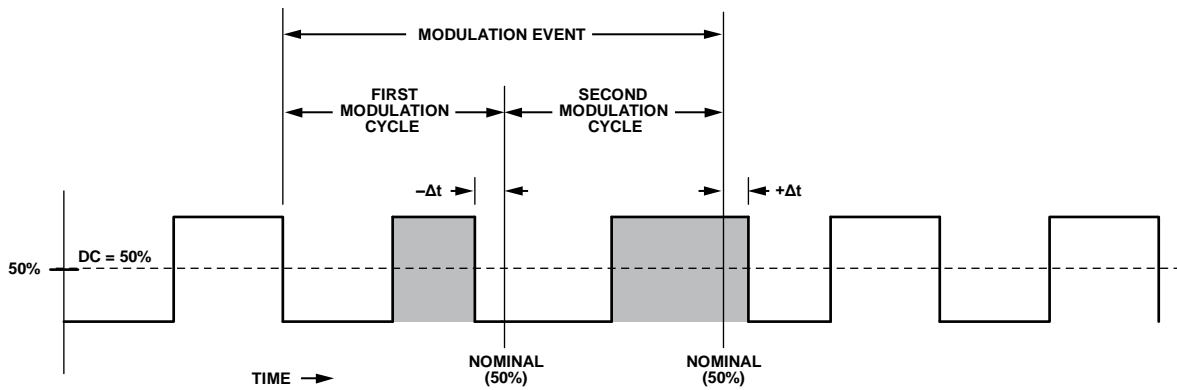 MODULATION EVENT
FIRST
MODULATION
CYCLE
SECOND
MODULATION
CYCLE
–Δt
+Δt
50%
DC = 50%
NOMINAL
(50%)
NOMINAL
(50%)
TIME